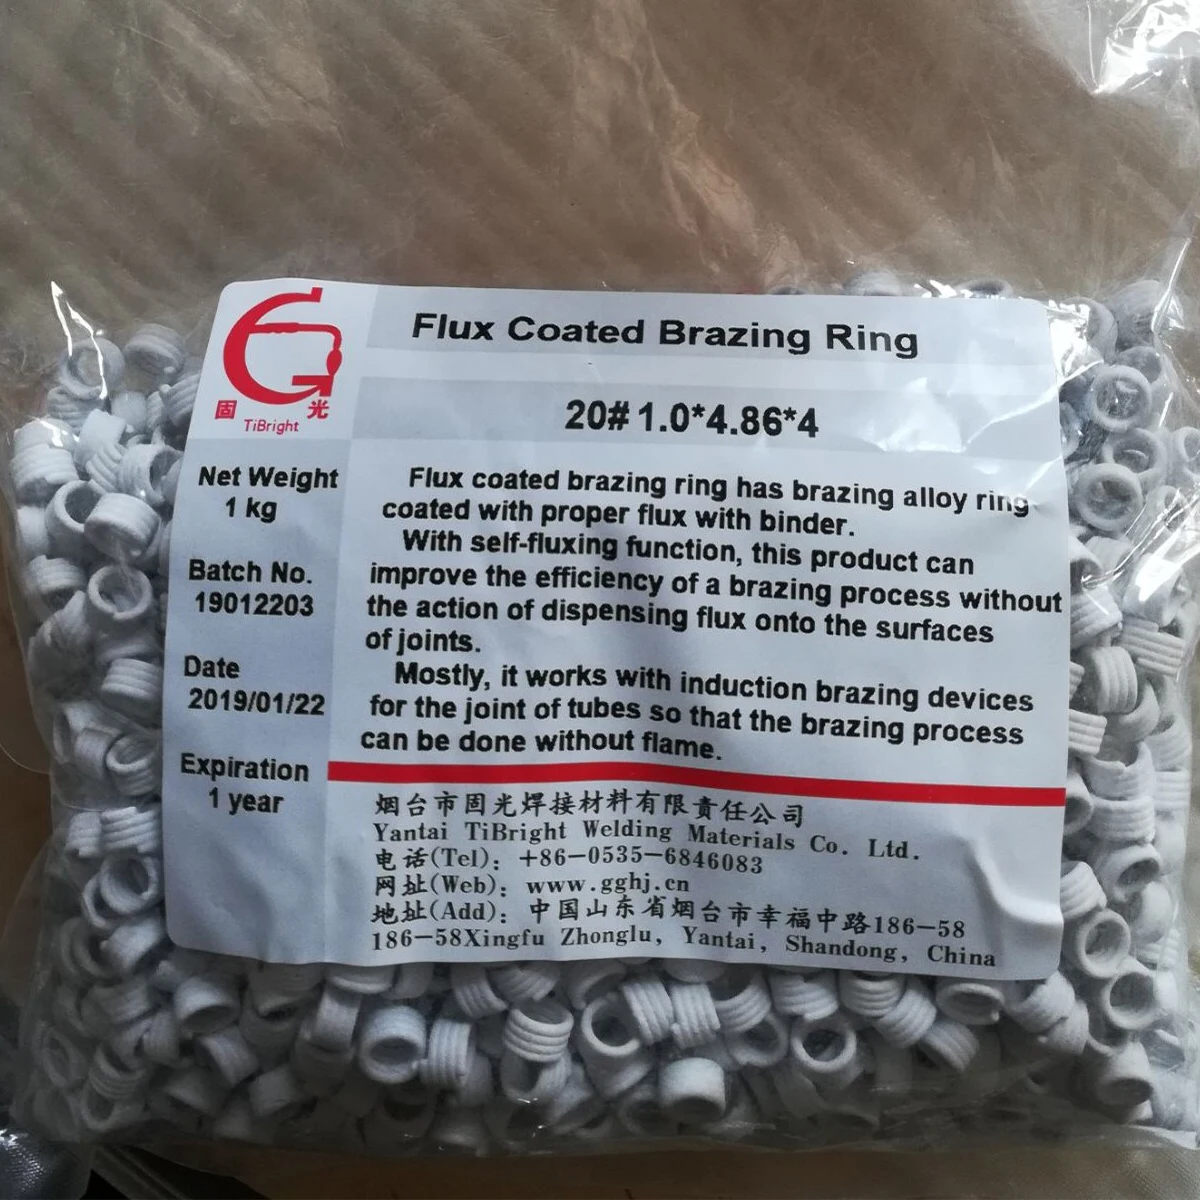 固 光
TiBright
Flux Coated Brazing Ring
20# 1.0*4.86*4
Net Weight
1 kg
Batch No.
19012203
Date
2019/01/22
Expiration
1 year
Flux coated brazing ring has brazing alloy ring
coated with proper flux with binder.
With self-fluxing function, this product can
improve the efficiency of a brazing process without
the action of dispensing flux onto the surfaces
of joints.
Mostly, it works with induction brazing devices
for the joint of tubes so that the brazing process
can be done without flame.
烟台市固光焊接材料有限责任公司
Yantai TiBright Welding Materials Co. Ltd.
电话(Tel): +86-0535-6846083
网址(Web): www.gghj.cn
地址(Add): 中国山东省烟台市幸福中路186-58
186-58Xingfu Zhonglu, Yantai, Shandong, China